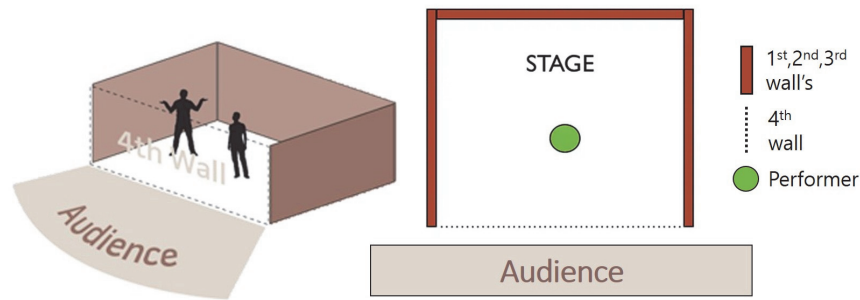 4th Wall
Audience
STAGE
Audience
1st,2nd,3rd
wall's
4th
wall
Performer